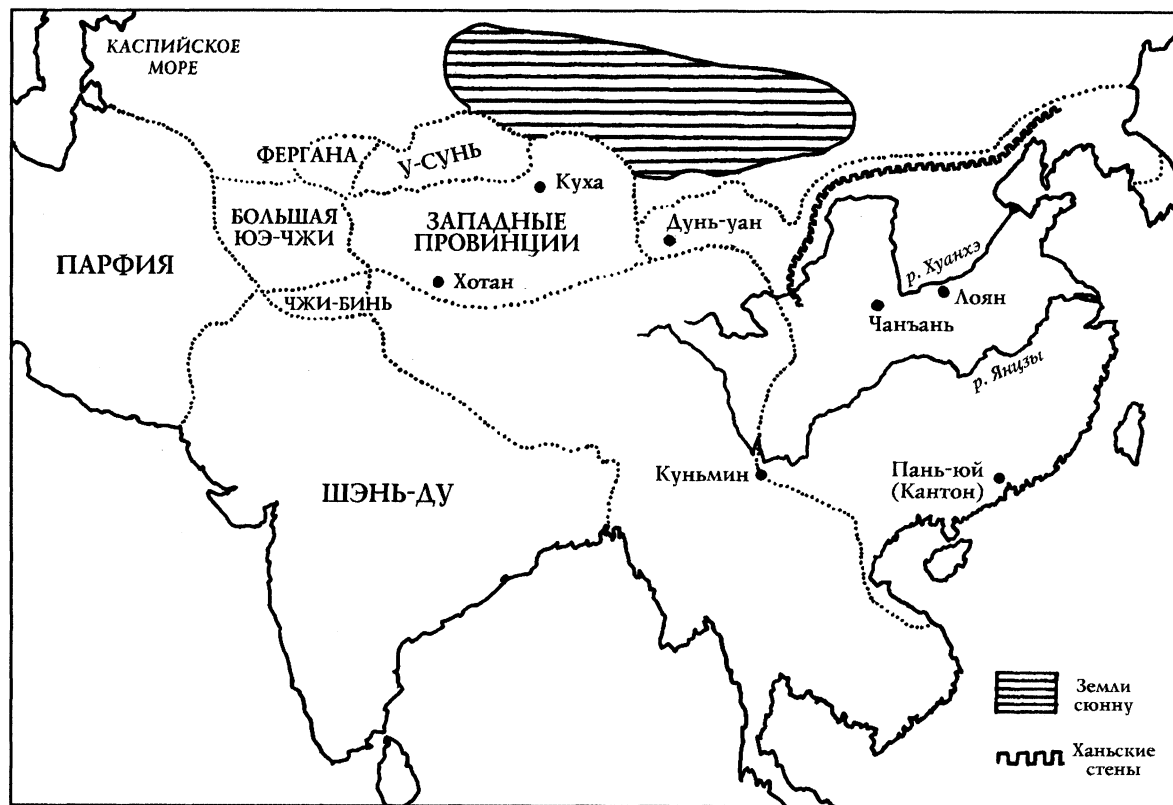 КАСПИЙСКОЕ
МОРЕ
ФЕРГАНА
У-СУНЬ
Куха
БОЛЬШАЯ
ЮЭ-ЧЖИ
ЗАПАДНЫЕ
ПРОВИНЦИИ
Дунь-уан
ПАРФИЯ
Хотан
ЧЖИ-БИНЬ
р. Хуанхэ
Лоян
Чанъань
р. Янцзы
Куньмин
Пань-юй
(Кантон)
ШЭНЬ-ДУ
Земли
сюнну
Ханьские
стены